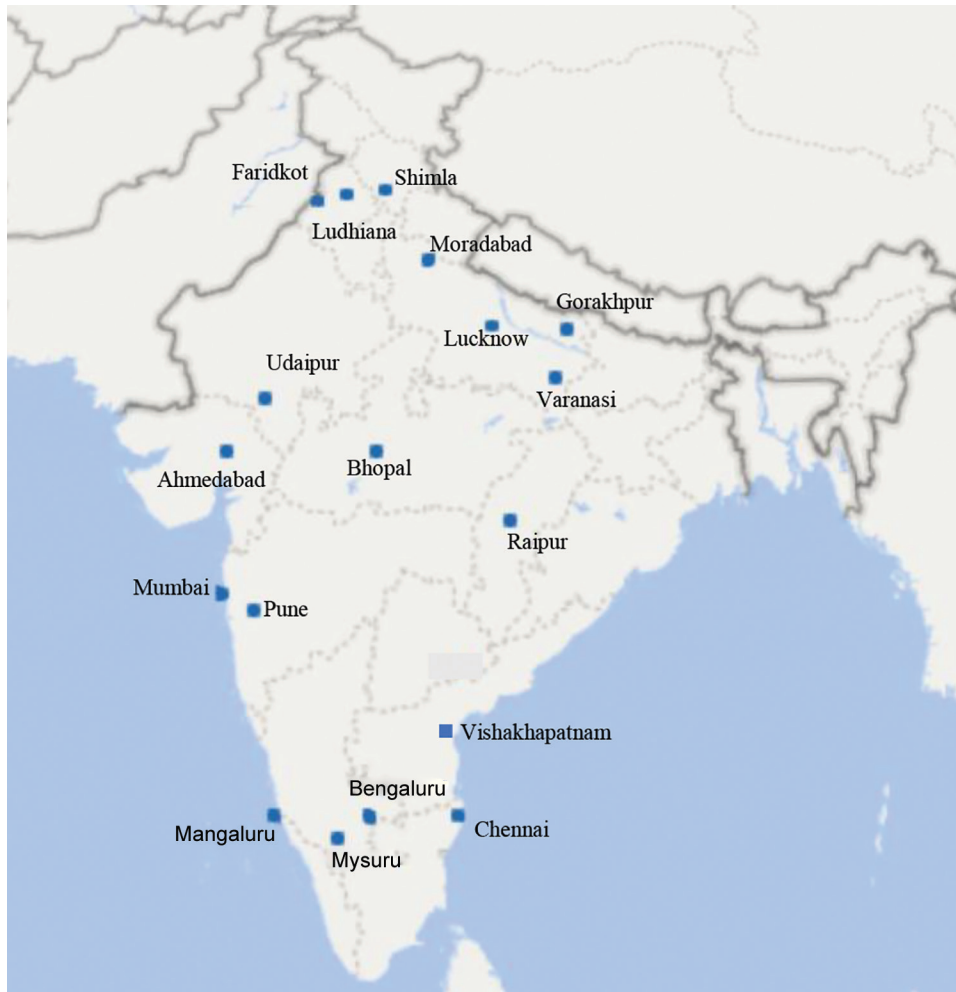 Faridkot
Shimla
Ludhiana
Moradabad
Gorakhpur
Lucknow
Udaipur
Varanasi
Ahmedabad
Bhopal
Raipur
Mumbai
Pune
Vishakhapatnam
Bengaluru
Mangaluru
Chennai
Mysuru